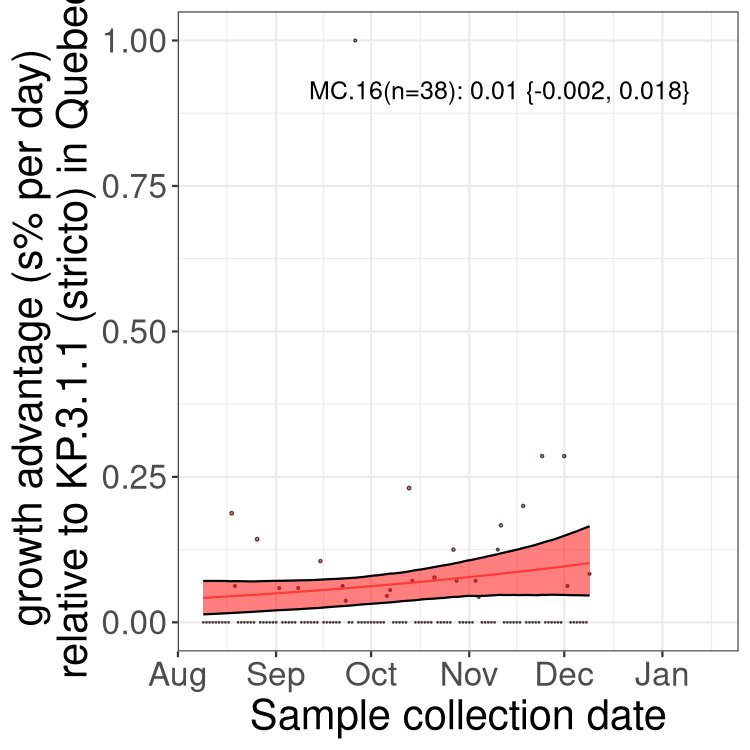 growth advantage (s% per day)
relative to KP.3.1.1 (stricto) in Quebec
1.00
0.75
0.50
0.25
0.00
MC.16(n=38): 0.01 {-0.002, 0.018}
Aug Sep Oct Nov Dec Jan
Sample collection date